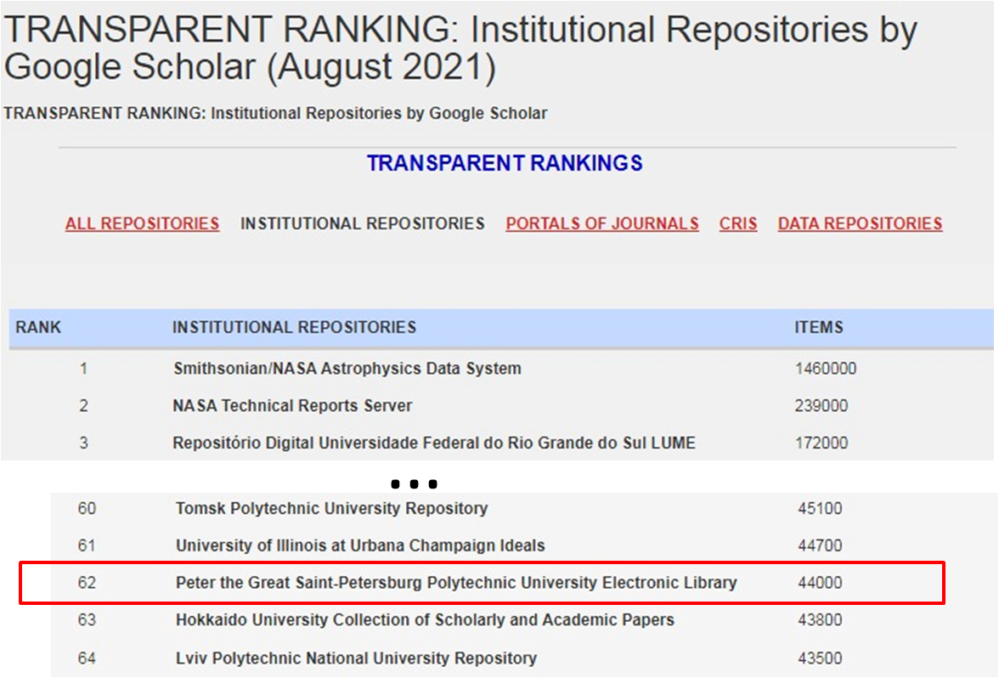 TRANSPARENT RANKING: Institutional Repositories by
Google Scholar (August 2021)
TRANSPARENT RANKING: Institutional Repositories by Google Scholar
TRANSPARENT RANKINGS
ALL REPOSITORIES INSTITUTIONAL REPOSITORIES PORTALS OF JOURNALS CRIS DATA REPOSITORIES
RANK INSTITUTIONAL REPOSITORIES ITEMS
1 Smithsonian/NASA Astrophysics Data System 1460000
2 NASA Technical Reports Server 239000
3 Repositório Digital Universidade Federal do Rio Grande do Sul LUME 172000
...
60 Tomsk Polytechnic University Repository 45100
61 University of Illinois at Urbana Champaign Ideals 44700
62 Peter the Great Saint-Petersburg Polytechnic University Electronic Library 44000
63 Hokkaido University Collection of Scholarly and Academic Papers 43800
64 Lviv Polytechnic National University Repository 43500